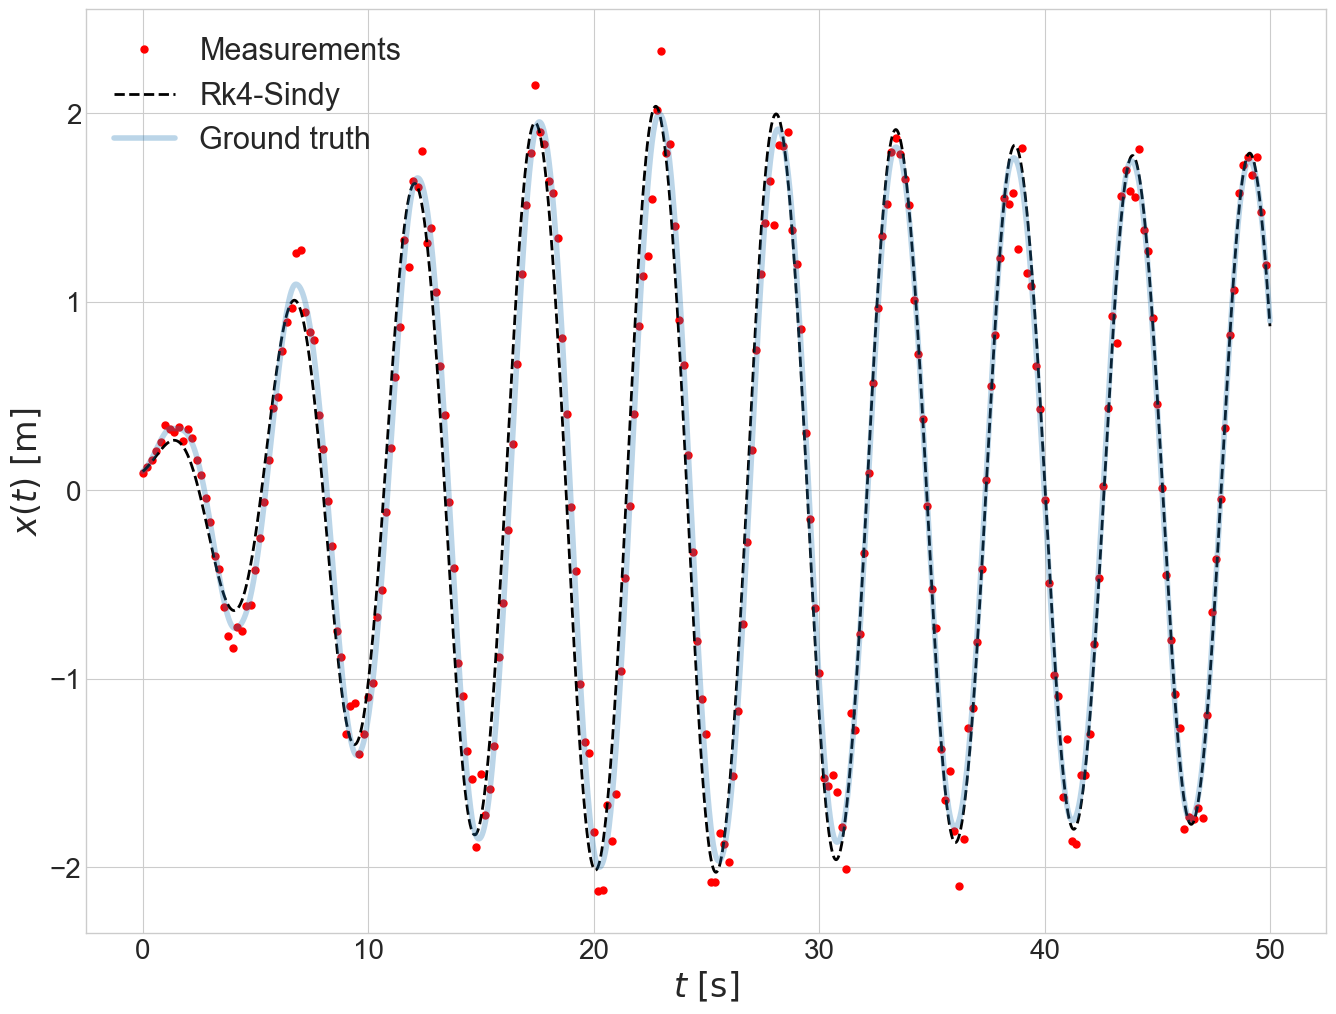 Measurements
Rk4-Sindy
Ground truth
2
1
0
−1
−2
x(t) [m]
0 10 20 30 40 50
t [s]